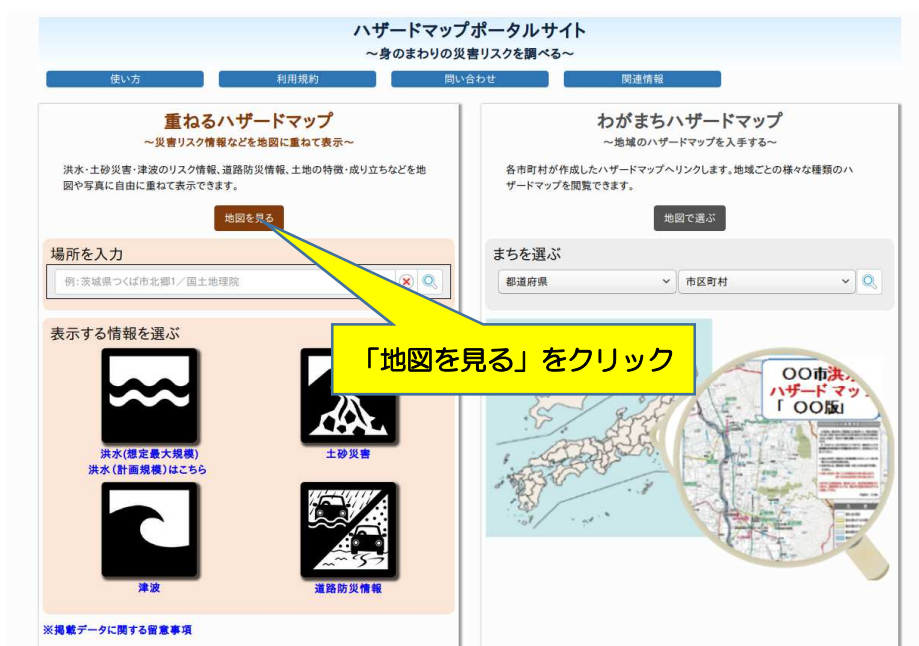 ハザードマップポータルサイト
～身のまわりの災害リスクを調べる～
使い方
利用規約
問い合わせ
関連情報
重ねるハザードマップ
～災害リスク情報などを地図に重ねて表示～
洪水・土砂災害・津波のリスク情報、道路防災情報、土地の特徴・成り立ちなどを地
図や写真に自由に重ねて表示できます。
地図を見る
場所を入力
例:茨城県つくば市北郷1／国土地理院
表示する情報を選ぶ
「地図を見る」をクリック
洪水(想定最大規模)
洪水(計画規模)はこちら
土砂災害
津波
道路防災情報
※掲載データに関する留意事項
わがまちハザードマップ
～地域のハザードマップを入手する～
各市町村が作成したハザードマップへリンクします。地域ごとの様々な種類のハ
ザードマップを閲覧できます。
地図で選ぶ
まちを選ぶ
都道府県
市区町村
〇〇市洪
ハザードマッ
「 〇〇版」